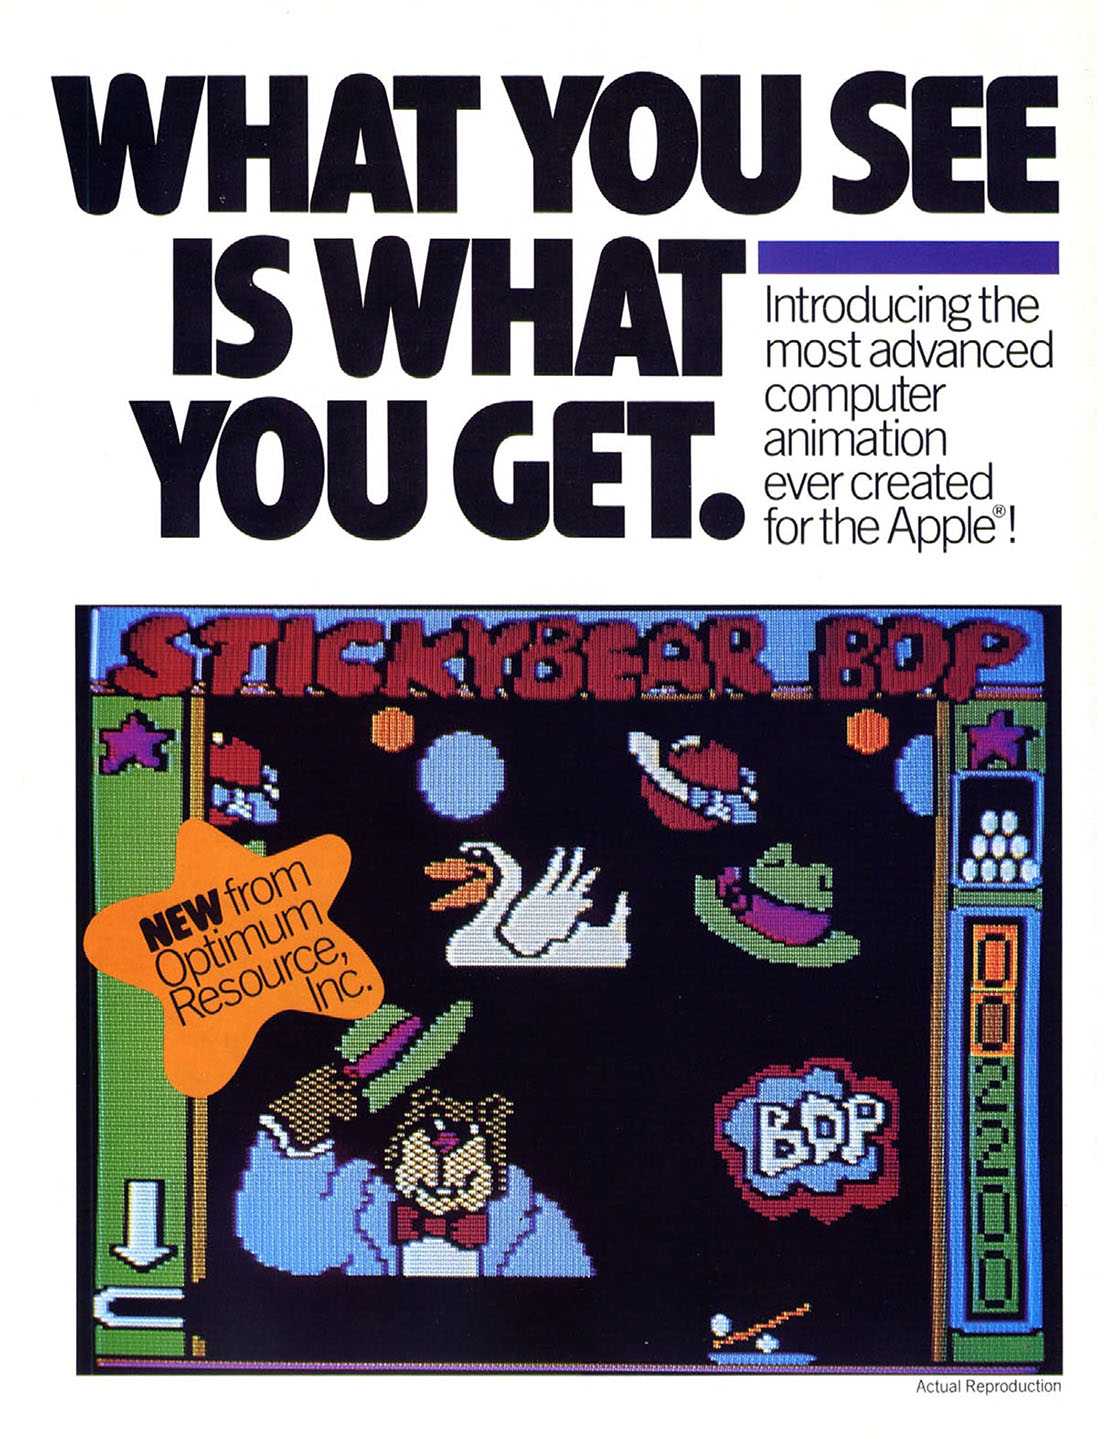 WHAT YOU SEE
IS WHAT
YOU GET.
Introducing the
most advanced
computer
animation
ever created
for the Apple®!
STICKYBEAR BOP
NEW from
Optimum
Resource,
Inc.
BOP
Actual Reproduction